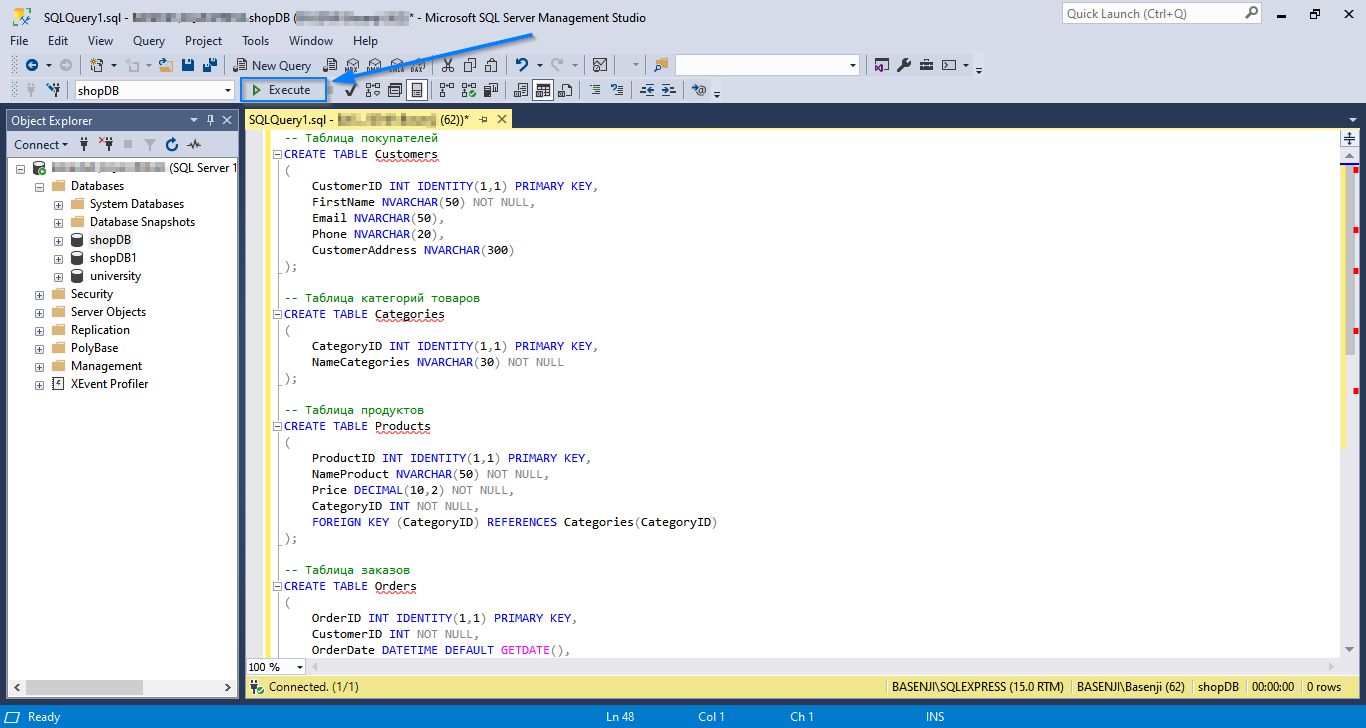 SQLQuery1.sql - shopDB ( * - Microsoft SQL Server Management Studio
Quick Launch (Ctrl+Q)
File Edit View Query Project Tools Window Help
New Query MDX DMX XMLA DAX
shopDB Execute
Object Explorer
SQLQuery1.sql - (62))*
Connect
(SQL Server 1
Databases
System Databases
Database Snapshots
shopDB
shopDB1
university
Security
Server Objects
Replication
PolyBase
Management
XEvent Profiler
-- Таблица покупателей
CREATE TABLE Customers
(
CustomerID INT IDENTITY(1,1) PRIMARY KEY,
FirstName NVARCHAR(50) NOT NULL,
Email NVARCHAR(50),
Phone NVARCHAR(20),
CustomerAddress NVARCHAR(300)
);
-- Таблица категорий товаров
CREATE TABLE Categories
(
CategoryID INT IDENTITY(1,1) PRIMARY KEY,
NameCategories NVARCHAR(30) NOT NULL
);
-- Таблица продуктов
CREATE TABLE Products
(
ProductID INT IDENTITY(1,1) PRIMARY KEY,
NameProduct NVARCHAR(50) NOT NULL,
Price DECIMAL(10,2) NOT NULL,
CategoryID INT NOT NULL,
FOREIGN KEY (CategoryID) REFERENCES Categories(CategoryID)
);
-- Таблица заказов
CREATE TABLE Orders
(
OrderID INT IDENTITY(1,1) PRIMARY KEY,
CustomerID INT NOT NULL,
OrderDate DATETIME DEFAULT GETDATE(),
100 %
Connected. (1/1) BASENJI\SQLEXPRESS (15.0 RTM) BASENJI\Basenji (62) shopDB 00:00:00 0 rows
Ready Ln 48 Col 1 Ch 1 INS